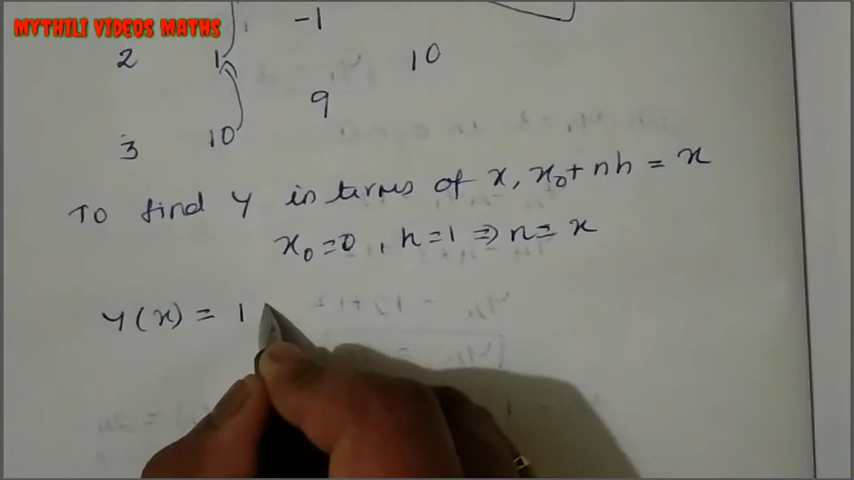 MYTHILI VIDEOS MATHS
-1
2 1 10
9
3 10
To find y in terms of x, x₀+nh = x
x₀=0, h=1 ⇒ n= x
y(x) = 1